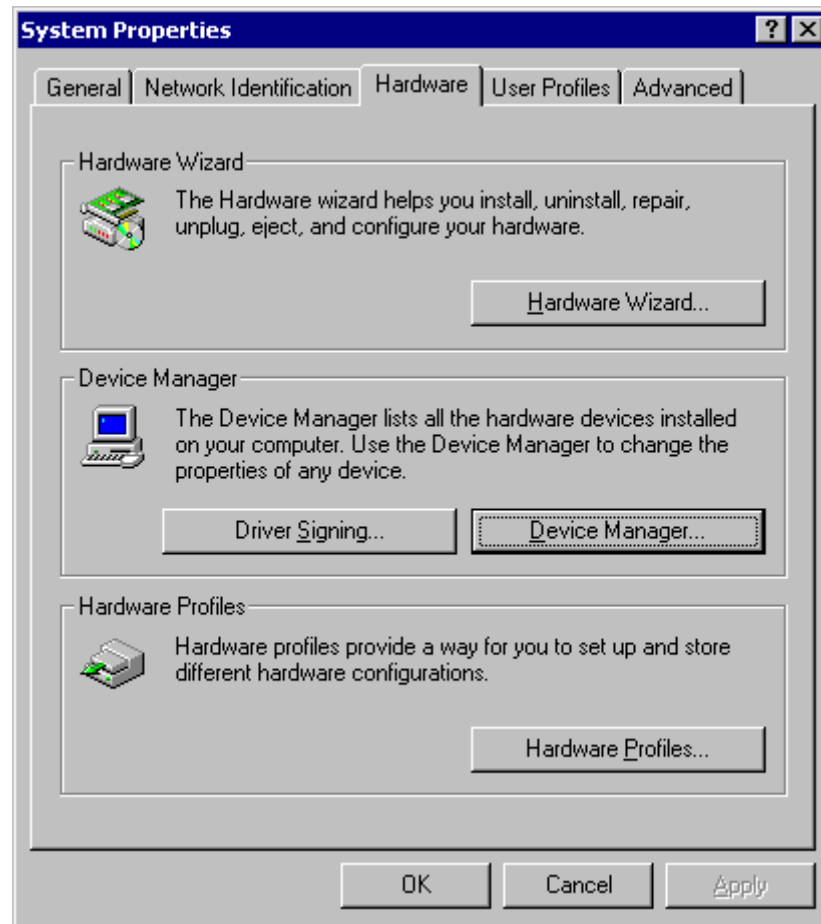 System Properties
General
Network Identification
Hardware
User Profiles
Advanced
Hardware Wizard
The Hardware wizard helps you install, uninstall, repair,
unplug, eject, and configure your hardware.
Hardware Wizard...
Device Manager
The Device Manager lists all the hardware devices installed
on your computer. Use the Device Manager to change the
properties of any device.
Driver Signing...
Device Manager...
Hardware Profiles
Hardware profiles provide a way for you to set up and store
different hardware configurations.
Hardware Profiles...
OK
Cancel
Apply